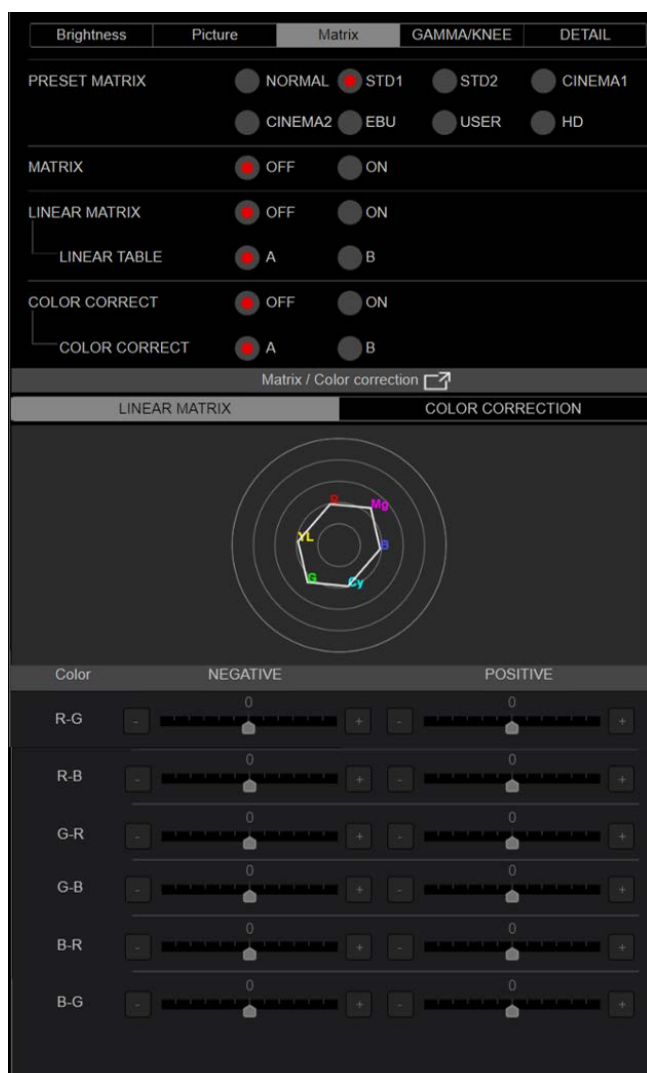 Brightness Picture Matrix GAMMA/KNEE DETAIL
PRESET MATRIX NORMAL STD1 STD2 CINEMA1
CINEMA2 EBU USER HD
MATRIX OFF ON
LINEAR MATRIX OFF ON
LINEAR TABLE A B
COLOR CORRECT OFF ON
COLOR CORRECT A B
Matrix / Color correction
LINEAR MATRIX COLOR CORRECTION
R Mg
YL B
G Cy
Color NEGATIVE POSITIVE
0 0
R-G - + - +
0 0
R-B - + - +
0 0
G-R - + - +
0 0
G-B - + - +
0 0
B-R - + - +
0 0
B-G - + - +